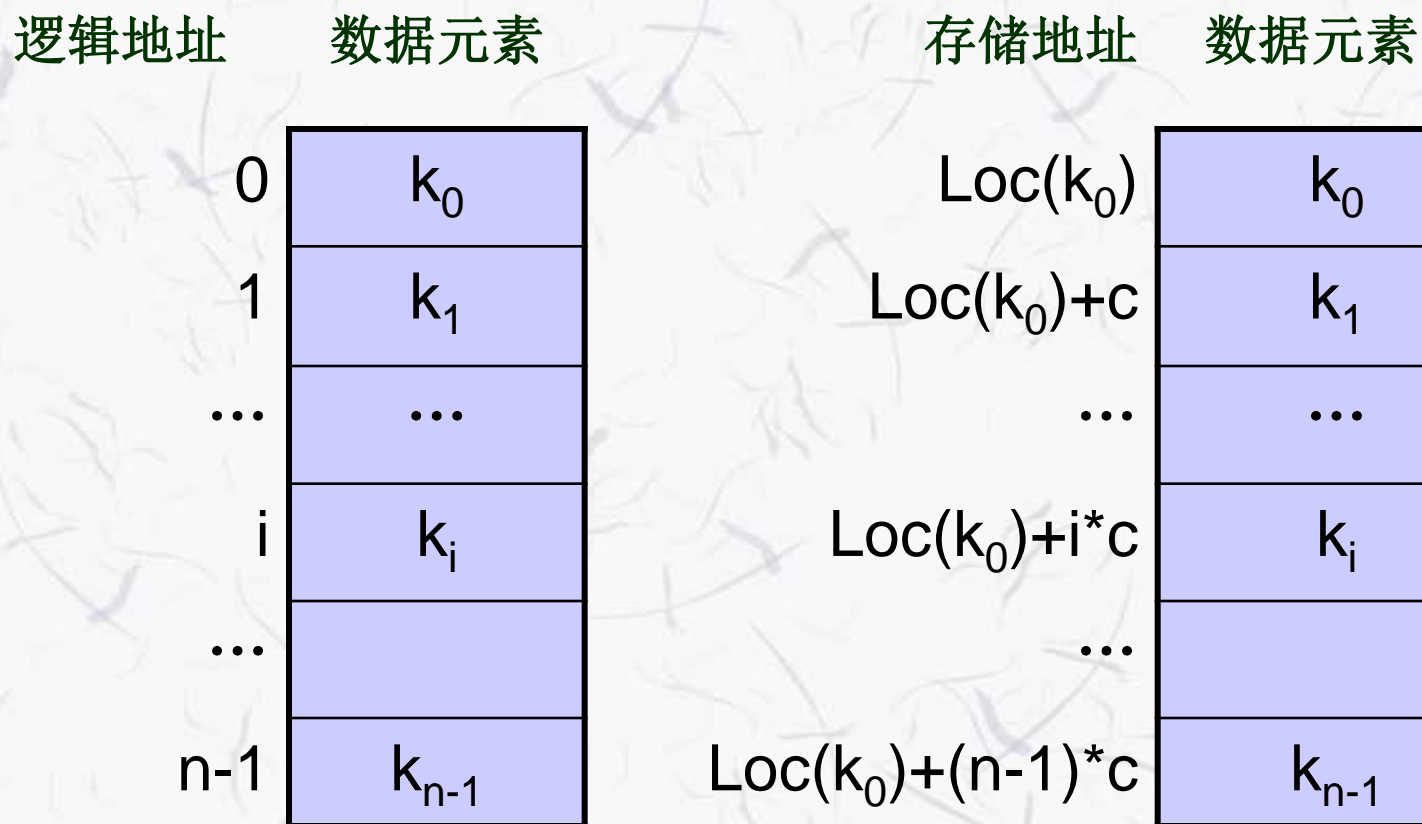 逻辑地址 数据元素 存储地址 数据元素
0 k₀ Loc(k₀) k₀
1 k₁ Loc(k₀)+c k₁
... ... ... ...
i kᵢ Loc(k₀)+i*c kᵢ
... ...
n-1 kₙ₋₁ Loc(k₀)+(n-1)*c kₙ₋₁